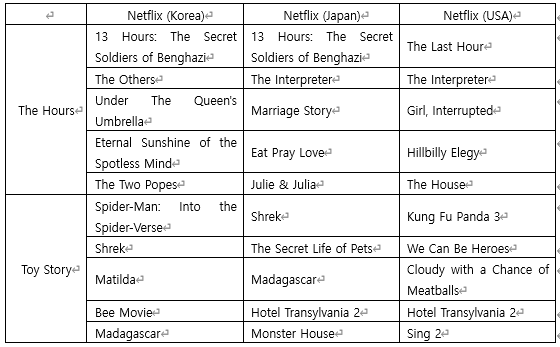 Netflix (Korea) Netflix (Japan) Netflix (USA)
The Hours
13 Hours: The Secret
Soldiers of Benghazi
13 Hours: The Secret
Soldiers of Benghazi
The Last Hour
The Others The Interpreter The Interpreter
Under The Queen's
Umbrella
Marriage Story Girl, Interrupted
Eternal Sunshine of the
Spotless Mind
Eat Pray Love Hillbilly Elegy
The Two Popes Julie & Julia The House
Toy Story
Spider-Man: Into the
Spider-Verse
Shrek Kung Fu Panda 3
Shrek The Secret Life of Pets We Can Be Heroes
Matilda Madagascar
Cloudy with a Chance of
Meatballs
Bee Movie Hotel Transylvania 2 Hotel Transylvania 2
Madagascar Monster House Sing 2